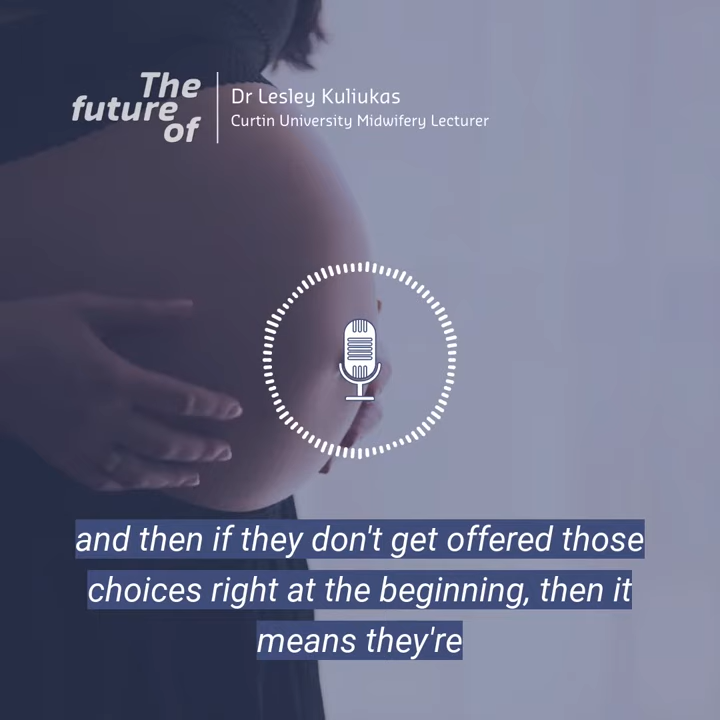 The
future
of
Dr Lesley Kuliukas
Curtin University Midwifery Lecturer
and then if they don't get offered those
choices right at the beginning, then it
means they're